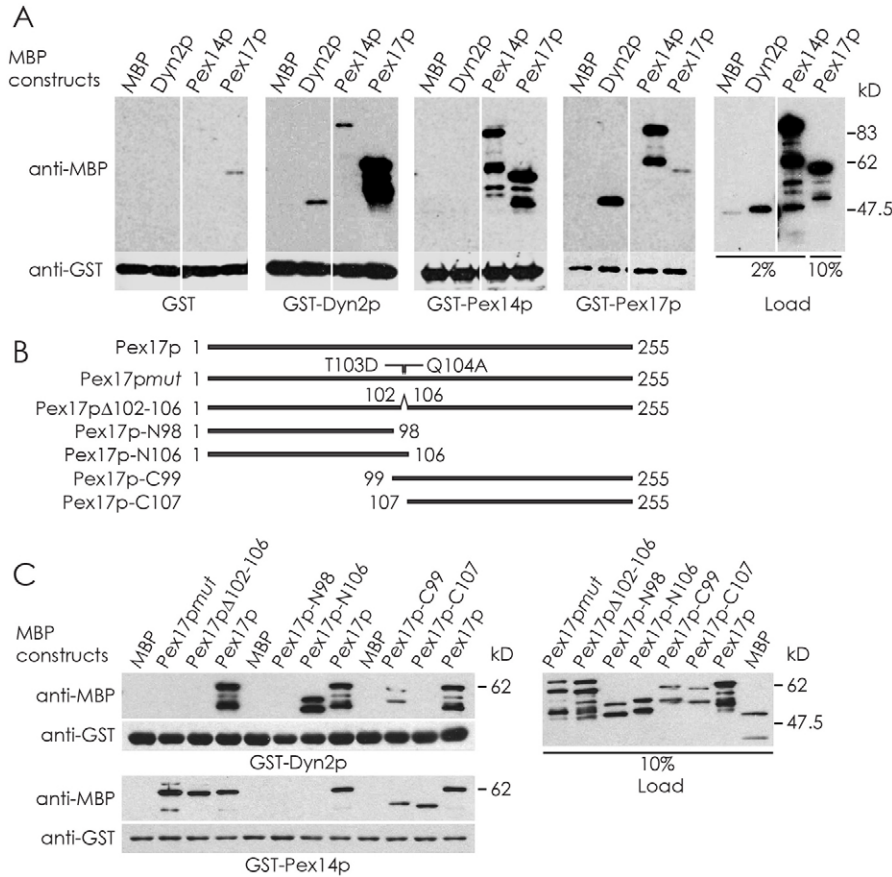 A
MBP constructs
MBP Dyn2p Pex14p Pex17p MBP Dyn2p Pex14p Pex17p MBP Dyn2p Pex14p Pex17p MBP Dyn2p Pex14p Pex17p MBP Dyn2p Pex14p Pex17p
kD
anti-MBP
-83
-62
-47.5
anti-GST
2% 10%
GST GST-Dyn2p GST-Pex14p GST-Pex17p Load
B
Pex17p 1 255
T103D Q104A
Pex17pmut 1 255
102 106
Pex17pΔ102-106 1 255
Pex17p-N98 1 98
Pex17p-N106 1 106
Pex17p-C99 99 255
Pex17p-C107 107 255
C
MBP constructs
MBP Pex17pmut Pex17pΔ102-106 Pex17p MBP Pex17p-N98 Pex17p-N106 Pex17p MBP Pex17p-C99 Pex17p-C107 Pex17p
kD
anti-MBP
- 62
anti-GST
GST-Dyn2p
anti-MBP
- 62
anti-GST
GST-Pex14p
Pex17pmut Pex17pΔ102-106 Pex17p-N98 Pex17p-N106 Pex17p-C99 Pex17p-C107 Pex17p MBP
kD
- 62
- 47.5
10%
Load